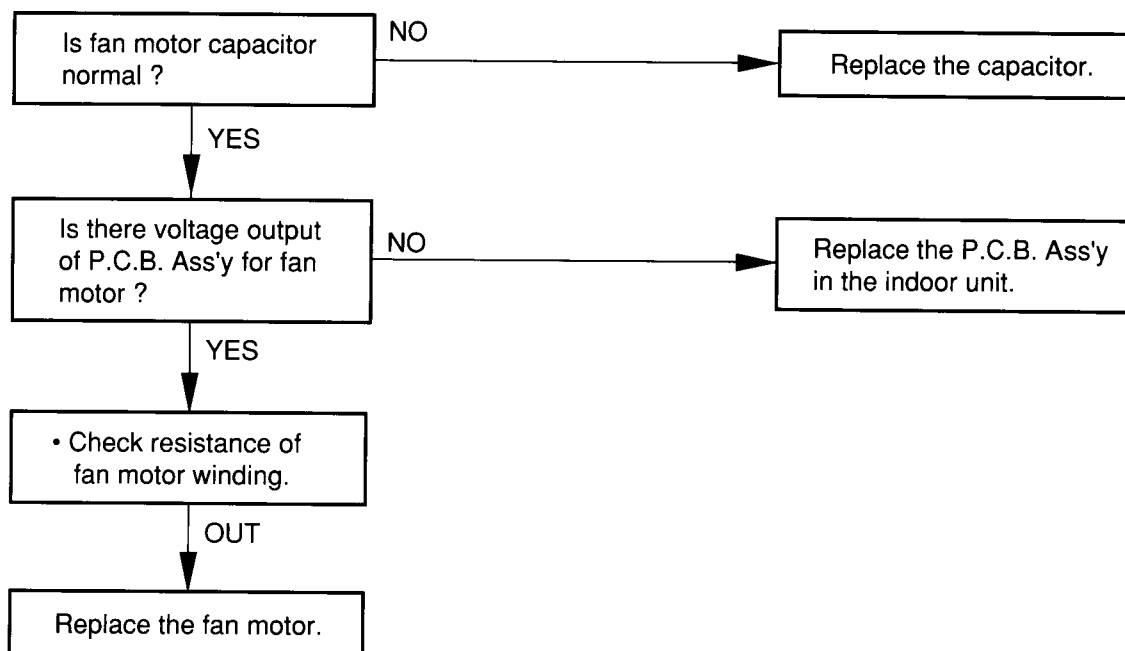 Is fan motor capacitor
normal ?
NO
Replace the capacitor.
YES
Is there voltage output
of P.C.B. Ass'y for fan
motor ?
NO
Replace the P.C.B. Ass'y
in the indoor unit.
YES
• Check resistance of
fan motor winding.
OUT
Replace the fan motor.